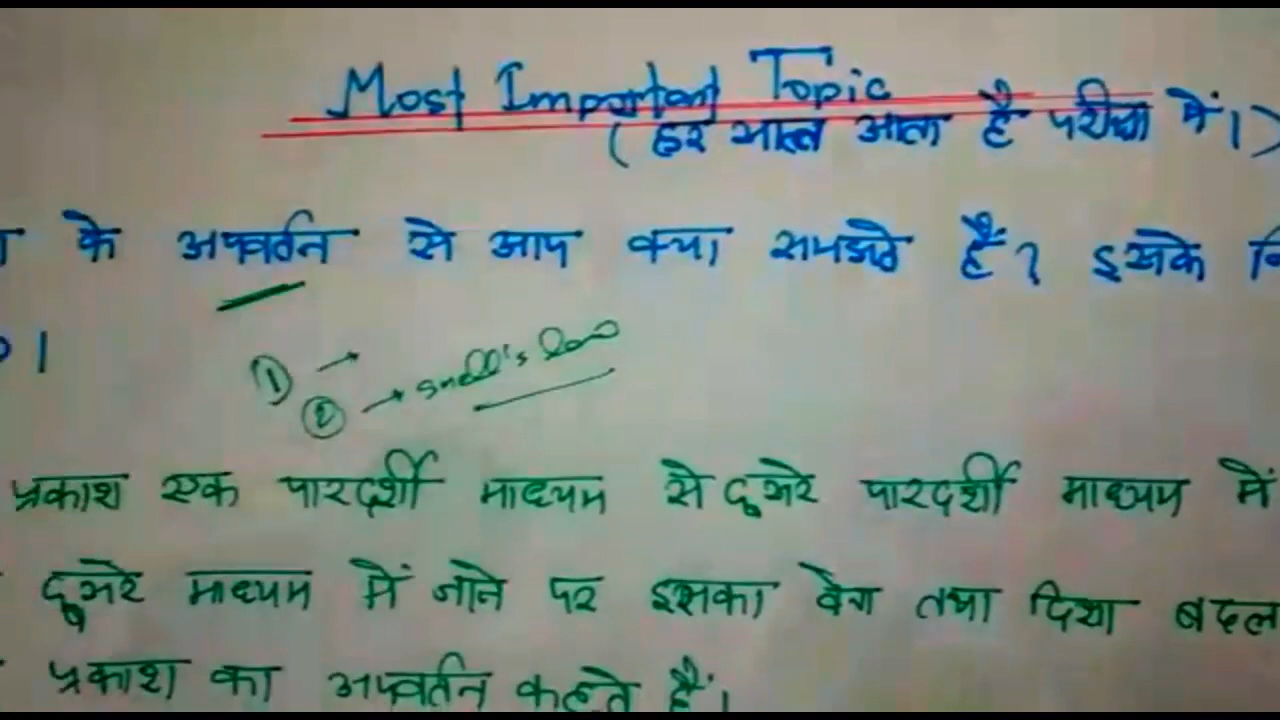 Most Important Topic
( हर साल आता है परीक्षा में।)
के अपवर्तन से आप क्या समझते हैं? इसके
।
① →
② → snell's law
प्रकाश एक पारदर्शी माध्यम से दूसरे पारदर्शी माध्यम में
दूसरे माध्यम में जाने पर इसका वेग तथा दिशा बदल
प्रकाश का अपवर्तन कहते हैं।